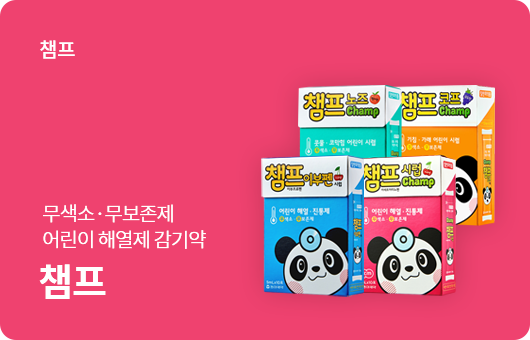 챔프
무색소·무보존제
어린이 해열제 감기약
챔프
챔프 노즈
Champ
콧물·코막힘 어린이 시럽
챔프 코프
Champ
기침·가래 어린이 시럽
챔프 이부펜
시럽
어린이 해열·진통제
챔프 시럽
Champ
어린이 해열·진통제